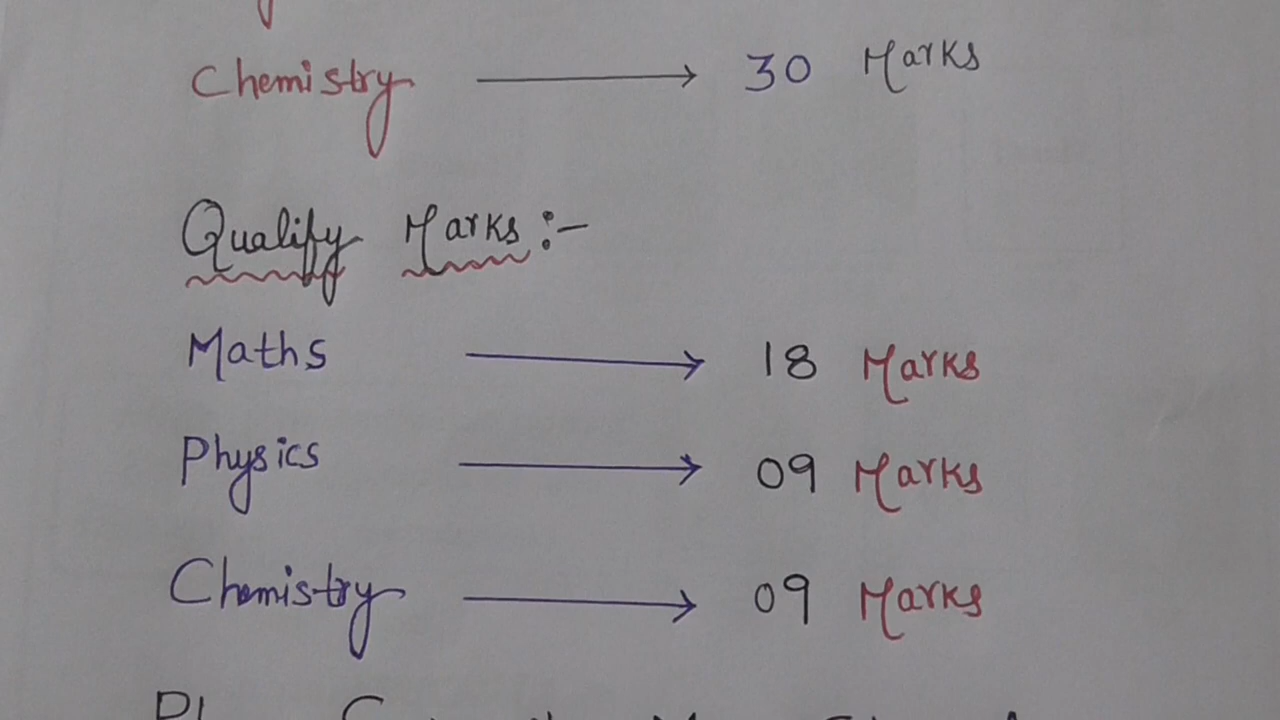 Chemistry → 30 Marks
Qualify Marks :-
Maths → 18 Marks
Physics → 09 Marks
Chemistry → 09 Marks